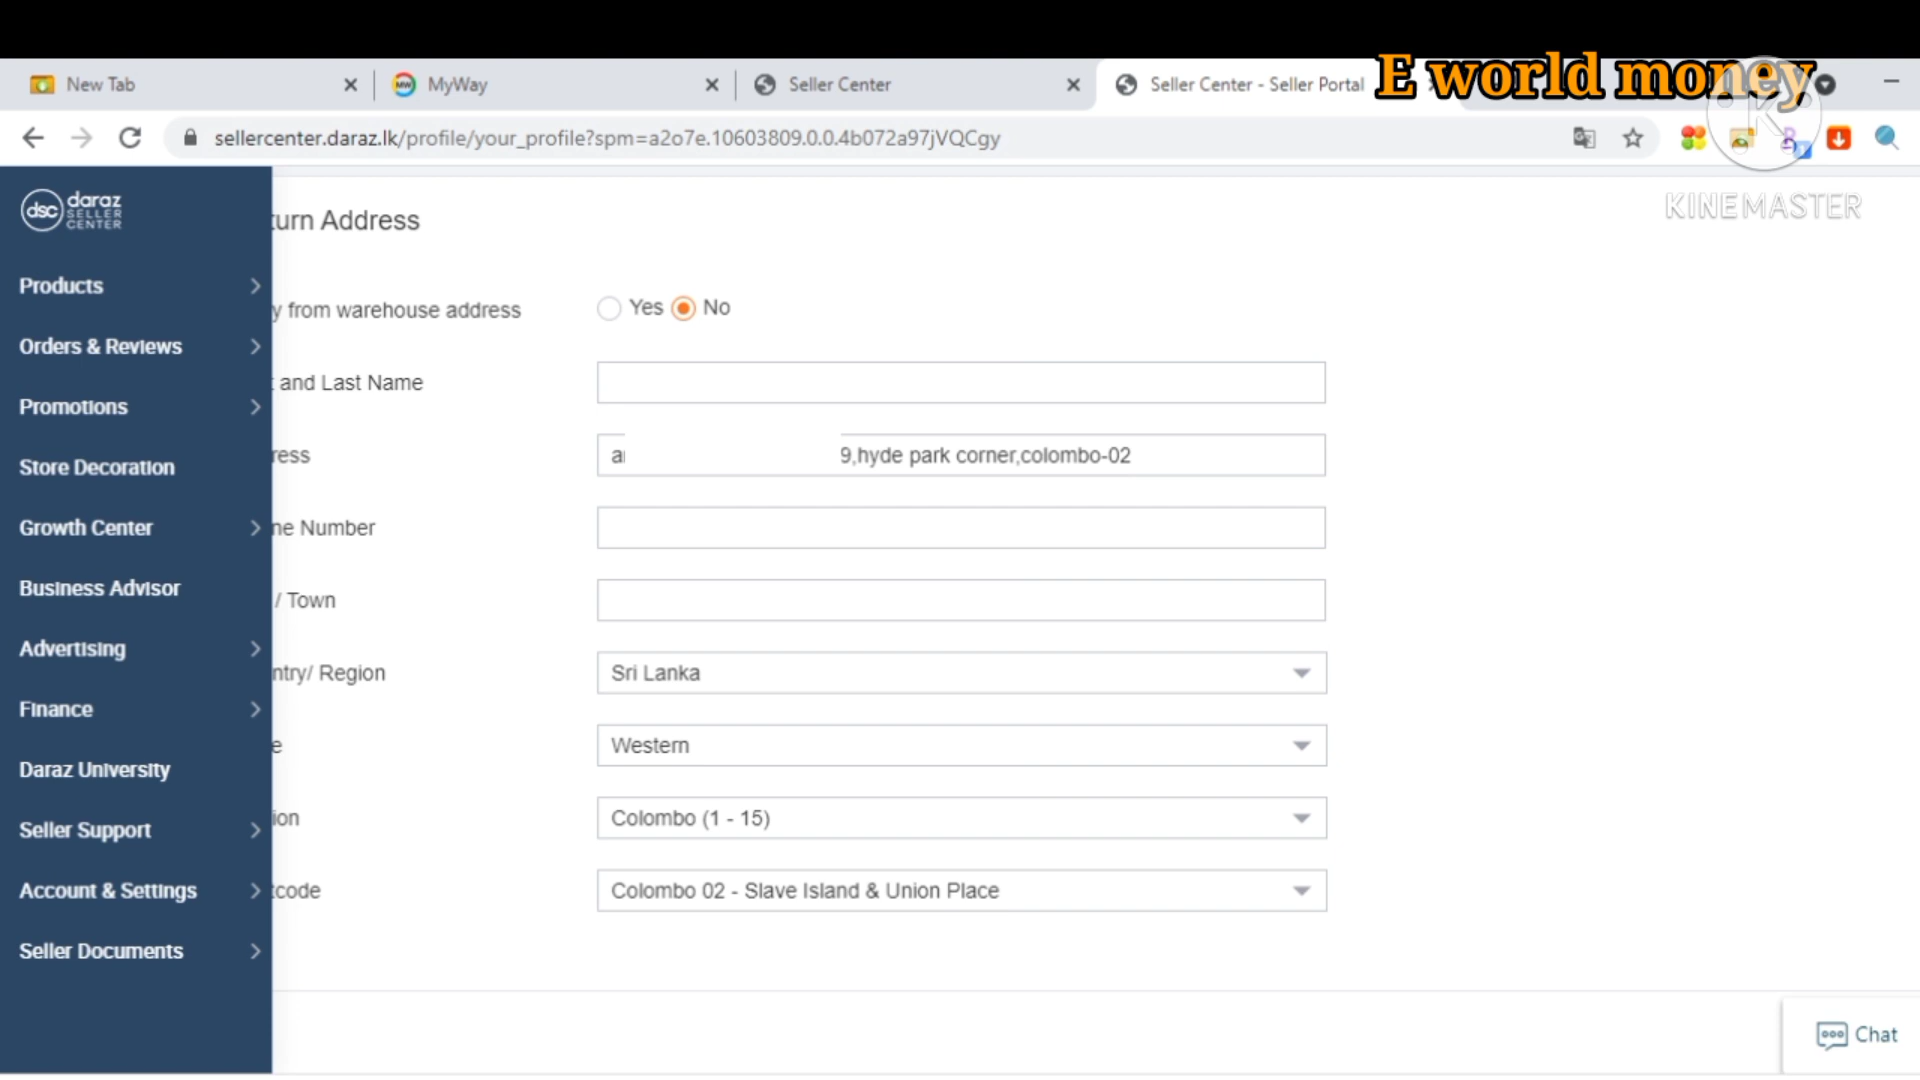 E world money
New Tab
MyWay
Seller Center
Seller Center - Seller Portal
sellercenter.daraz.lk/profile/your_profile?spm=a2o7e.10603809.0.0.4b072a97jVQCgy
KINEMASTER
dsc daraz
SELLER
CENTER
turn Address
Products
y from warehouse address Yes No
Orders & Reviews
t and Last Name
Promotions
ress 9,hyde park corner,colombo-02
Store Decoration
Growth Center
ne Number
Business Advisor
/ Town
Advertising
ntry/ Region Sri Lanka
Finance
e Western
Daraz University
ion Colombo (1 - 15)
Seller Support
Account & Settings
tcode Colombo 02 - Slave Island & Union Place
Seller Documents
Chat